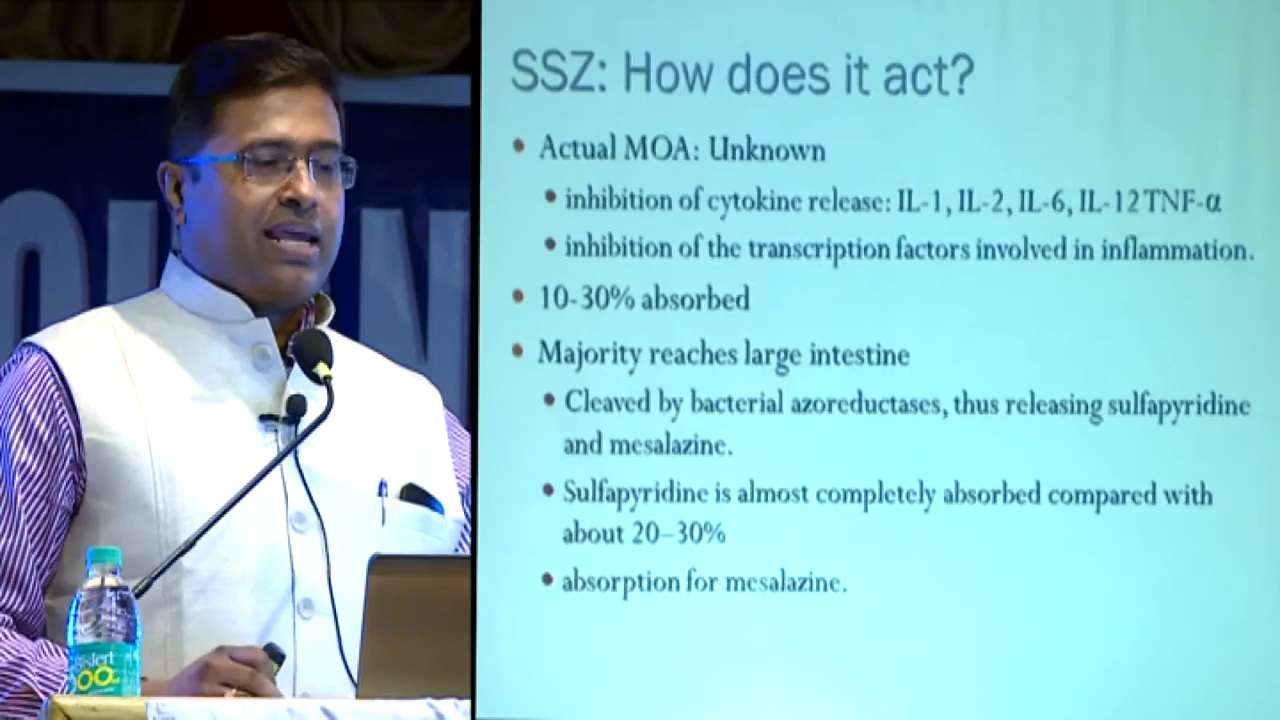 SSZ: How does it act?
• Actual MOA: Unknown
• inhibition of cytokine release: IL-1, IL-2, IL-6, IL-12TNF-α
• inhibition of the transcription factors involved in inflammation.
• 10-30% absorbed
• Majority reaches large intestine
• Cleaved by bacterial azoreductases, thus releasing sulfapyridine
and mesalazine.
• Sulfapyridine is almost completely absorbed compared with
about 20–30%
• absorption for mesalazine.